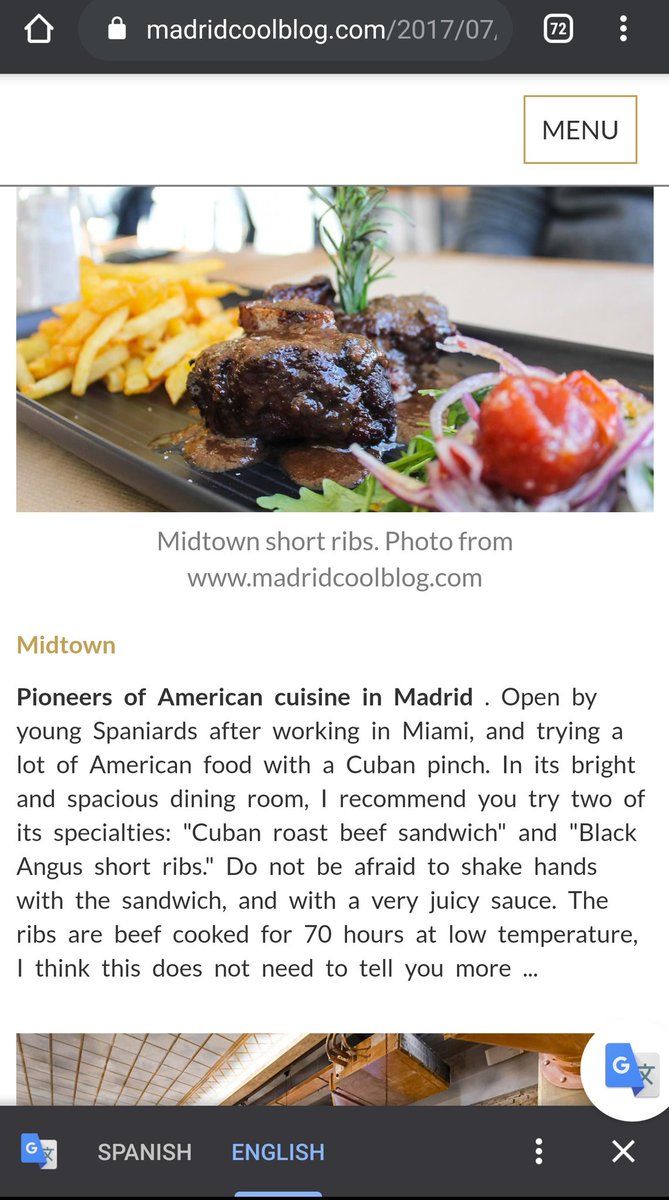 madridcoolblog.com/2017/07,
72
MENU
Midtown short ribs. Photo from
www.madridcoolblog.com
Midtown
Pioneers of American cuisine in Madrid . Open by
young Spaniards after working in Miami, and trying a
lot of American food with a Cuban pinch. In its bright
and spacious dining room, I recommend you try two of
its specialties: "Cuban roast beef sandwich" and "Black
Angus short ribs." Do not be afraid to shake hands
with the sandwich, and with a very juicy sauce. The
ribs are beef cooked for 70 hours at low temperature,
I think this does not need to tell you more ...
G文
G文
SPANISH
ENGLISH